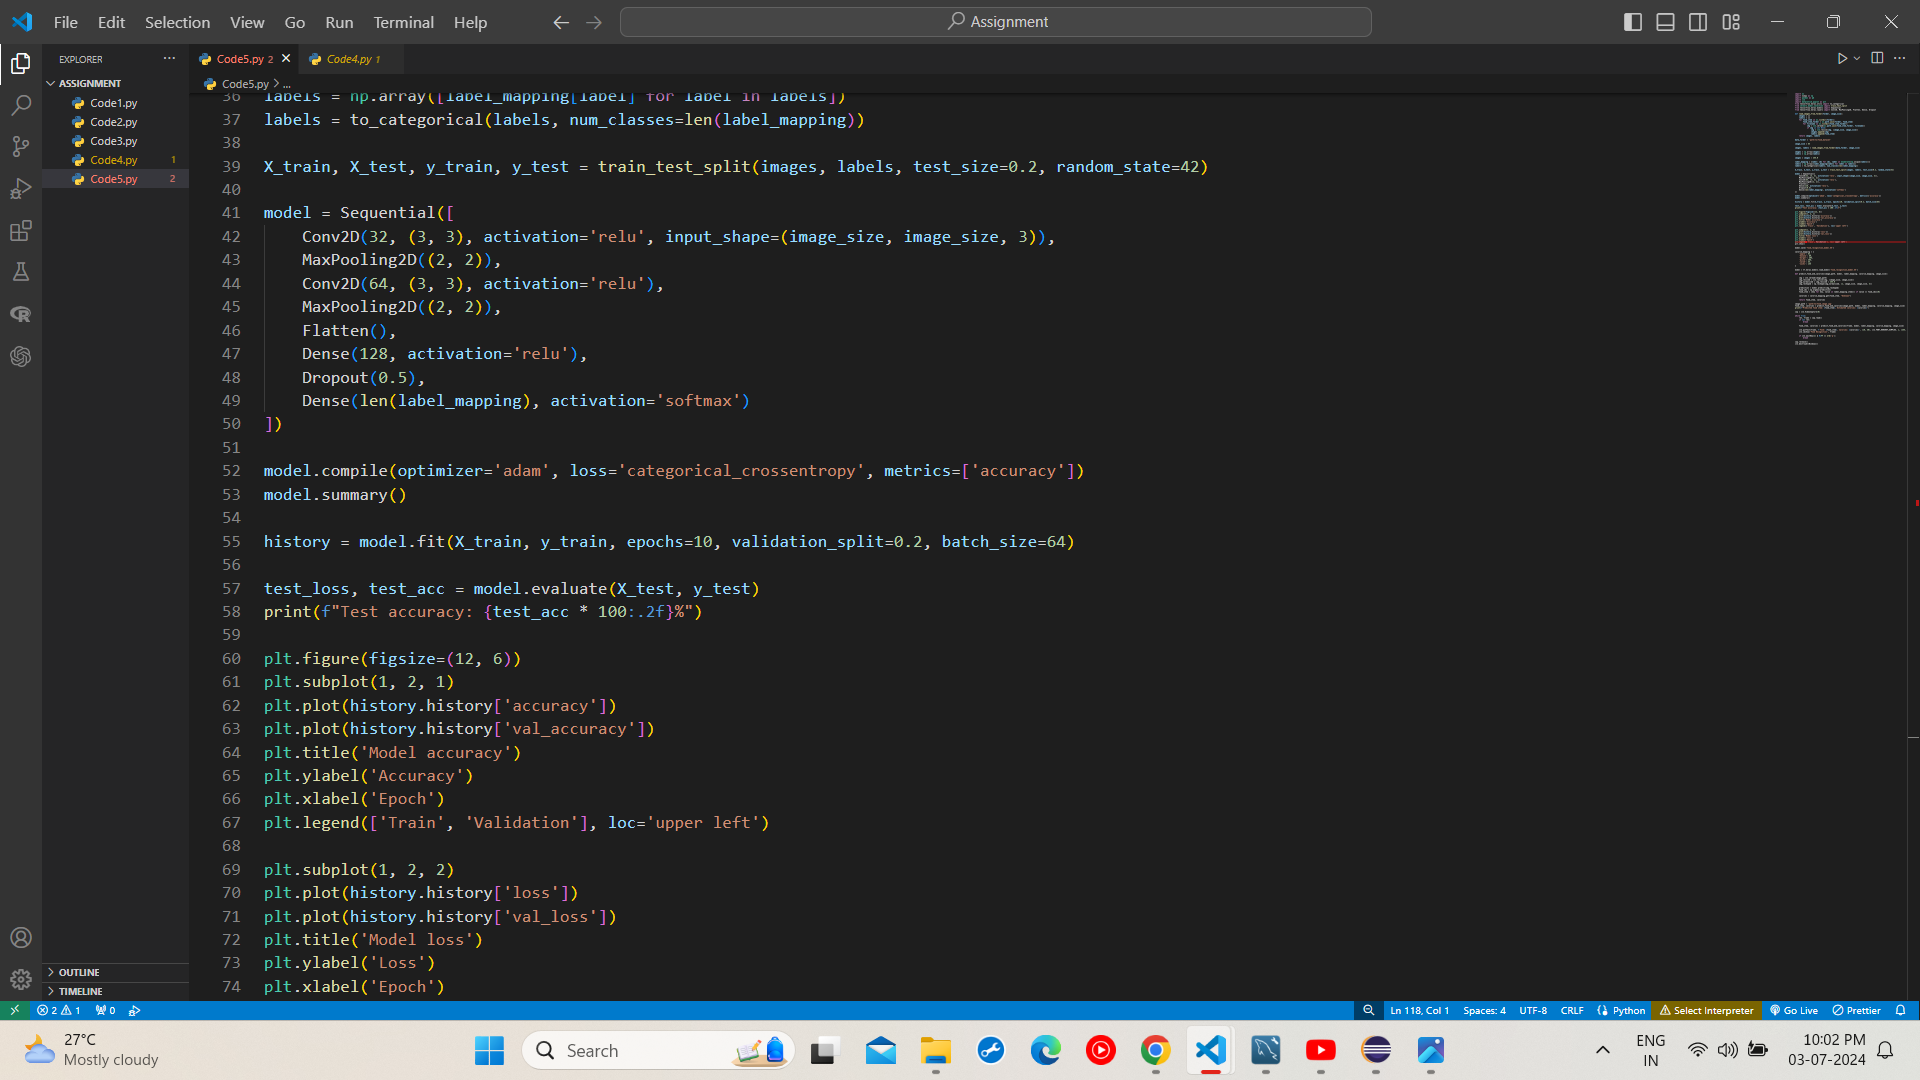 File Edit Selection View Go Run Terminal Help
Assignment
EXPLORER
ASSIGNMENT
Code1.py
Code2.py
Code3.py
Code4.py 1
Code5.py 2
OUTLINE
TIMELINE
Code5.py 2
Code4.py 1
Code5.py > ...
36 labels = np.array([label_mapping[label] for label in labels])
37 labels = to_categorical(labels, num_classes=len(label_mapping))
38
39 X_train, X_test, y_train, y_test = train_test_split(images, labels, test_size=0.2, random_state=42)
40
41 model = Sequential([
42     Conv2D(32, (3, 3), activation='relu', input_shape=(image_size, image_size, 3)),
43     MaxPooling2D((2, 2)),
44     Conv2D(64, (3, 3), activation='relu'),
45     MaxPooling2D((2, 2)),
46     Flatten(),
47     Dense(128, activation='relu'),
48     Dropout(0.5),
49     Dense(len(label_mapping), activation='softmax')
50 ])
51
52 model.compile(optimizer='adam', loss='categorical_crossentropy', metrics=['accuracy'])
53 model.summary()
54
55 history = model.fit(X_train, y_train, epochs=10, validation_split=0.2, batch_size=64)
56
57 test_loss, test_acc = model.evaluate(X_test, y_test)
58 print(f"Test accuracy: {test_acc * 100:.2f}%")
59
60 plt.figure(figsize=(12, 6))
61 plt.subplot(1, 2, 1)
62 plt.plot(history.history['accuracy'])
63 plt.plot(history.history['val_accuracy'])
64 plt.title('Model accuracy')
65 plt.ylabel('Accuracy')
66 plt.xlabel('Epoch')
67 plt.legend(['Train', 'Validation'], loc='upper left')
68
69 plt.subplot(1, 2, 2)
70 plt.plot(history.history['loss'])
71 plt.plot(history.history['val_loss'])
72 plt.title('Model loss')
73 plt.ylabel('Loss')
74 plt.xlabel('Epoch')
2 1 0 Ln 118, Col 1 Spaces: 4 UTF-8 CRLF Python Select Interpreter Go Live Prettier
27°C
Mostly cloudy
Search
ENG
IN
10:02 PM
03-07-2024